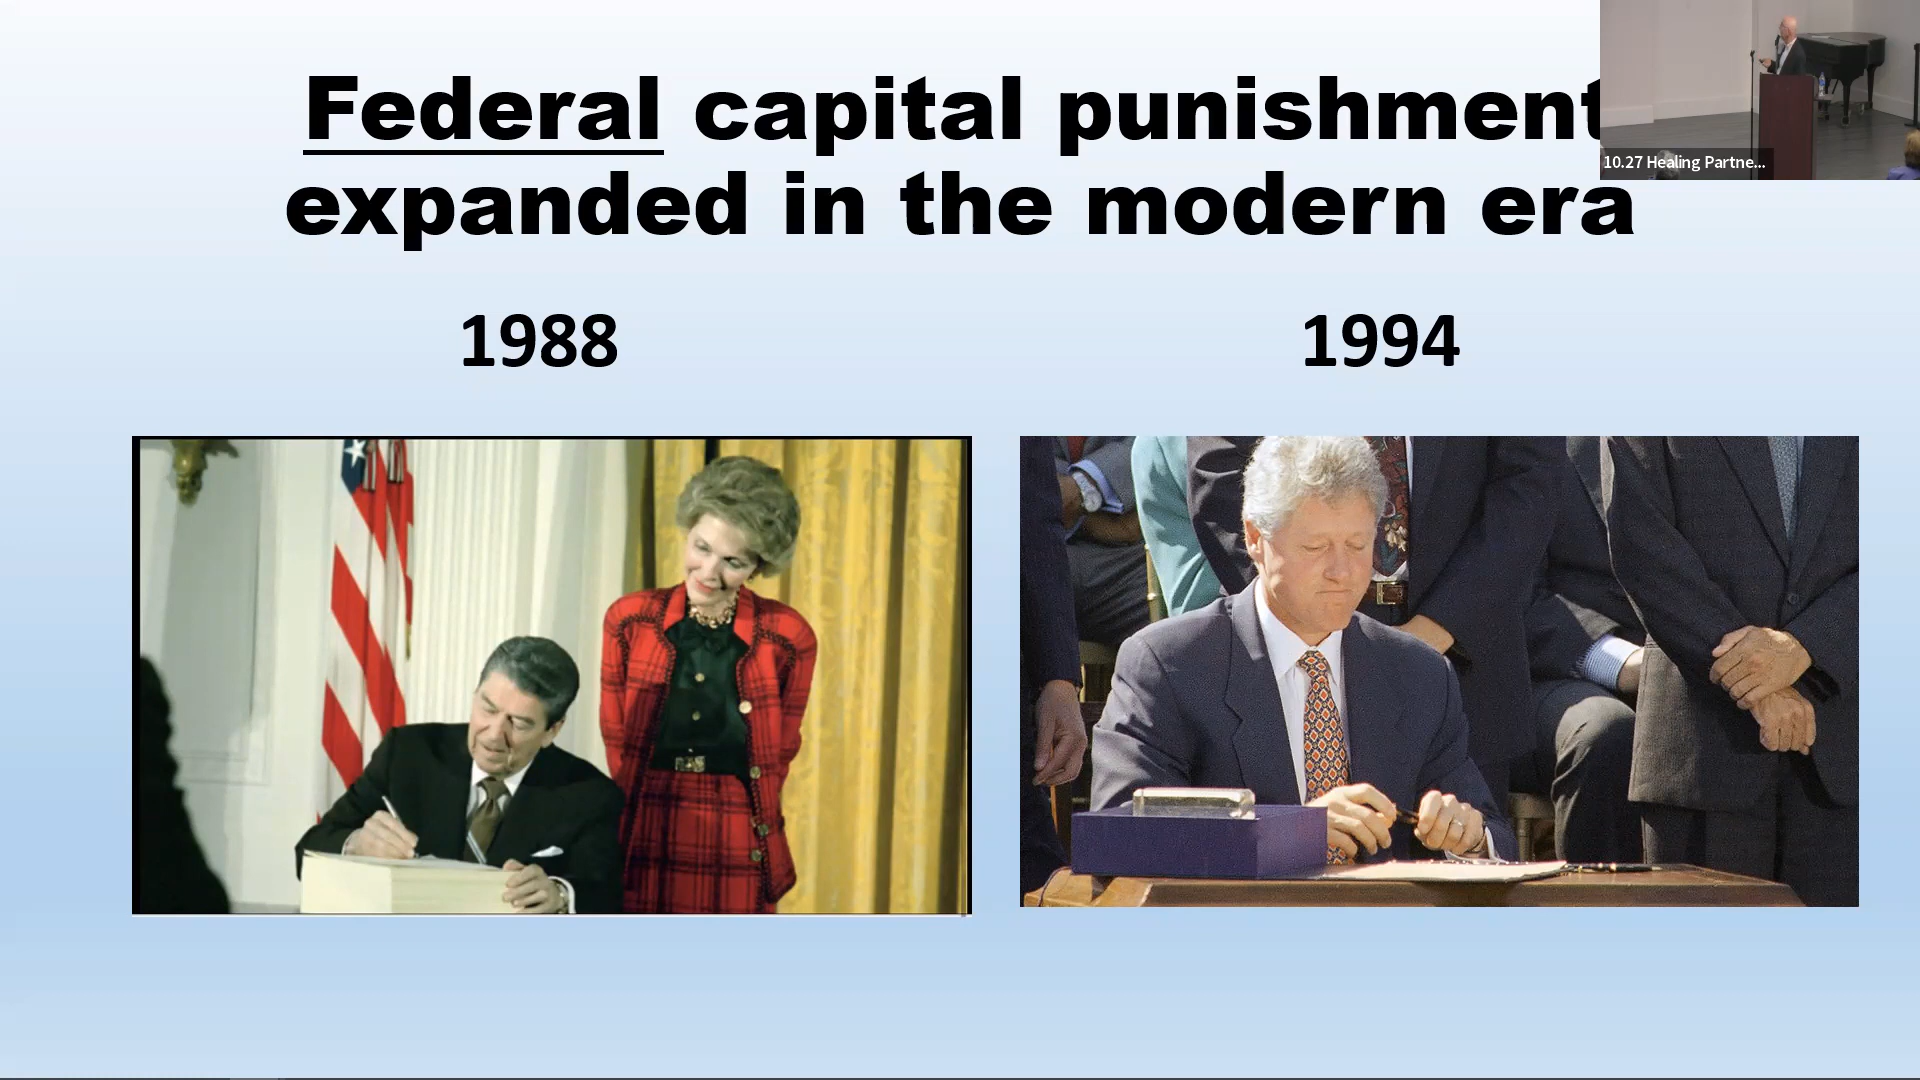 Federal capital punishment
expanded in the modern era
1988
1994
10.27 Healing Partne...